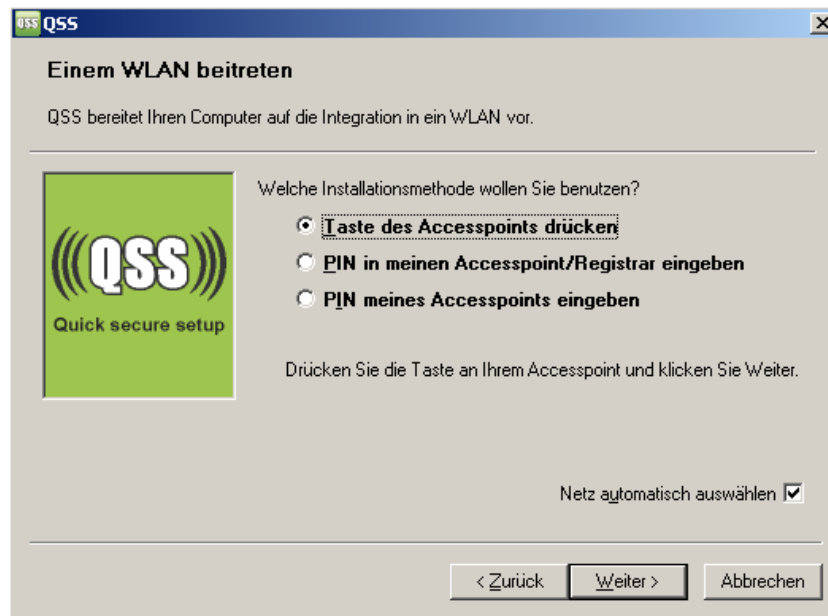 QSS QSS
Einem WLAN beitreten
QSS bereitet Ihren Computer auf die Integration in ein WLAN vor.
Welche Installationsmethode wollen Sie benutzen?
Taste des Accesspoints drücken
PIN in meinen Accesspoint/Registrar eingeben
PIN meines Accesspoints eingeben
QSS
Quick secure setup
Drücken Sie die Taste an Ihrem Accesspoint und klicken Sie Weiter.
Netz automatisch auswählen
< Zurück Weiter > Abbrechen